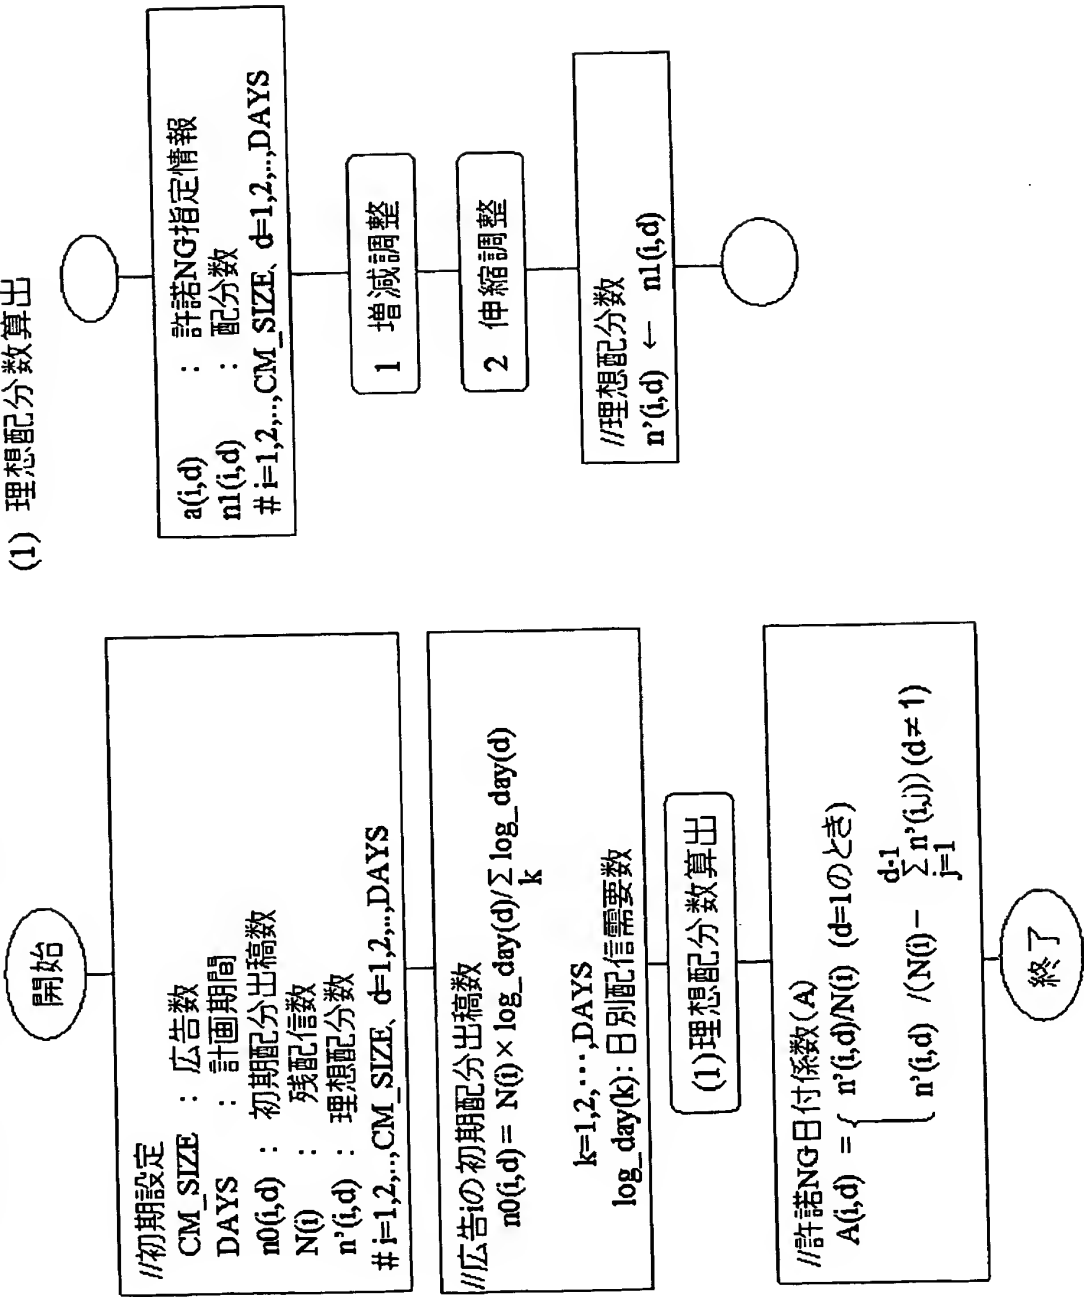 開始
//初期設定
CM_SIZE : 広告数
DAYS : 計画期間
n0(i,d) : 初期配分出稿数
N(i) : 残配信数
n'(i,d) : 理想配分数
# i=1,2,..,CM_SIZE、d=1,2,..,DAYS
//広告iの初期配分出稿数
n0(i,d) = N(i) × log_day(d)/∑ log_day(d)
k
k=1,2,…,DAYS
log_day(k): 日別配信需要数
(1)理想配分数算出
//許諾NG日付係数(A)
A(i,d) = { n'(i,d)/N(i) (d=1のとき)
n'(i,d) /(N(i)− ∑ n'(i,j)) (d≠1)
d-1
j=1
終了
(1) 理想配分数算出
a(i,d) : 許諾NG指定情報
n1(i,d) : 配分数
# i=1,2,..,CM_SIZE、d=1,2,..,DAYS
1 増減調整
2 伸縮調整
//理想配分数
n'(i,d) ← n1(i,d)